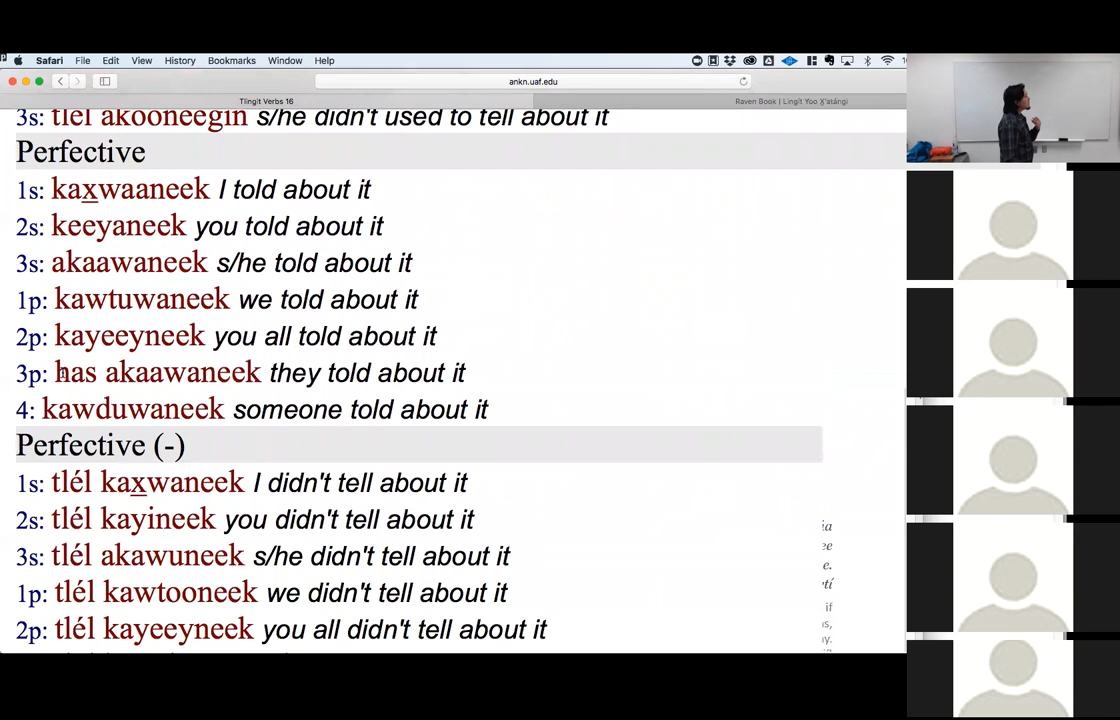 Safari File Edit View History Bookmarks Window Help
ankn.uaf.edu
Tlingit Verbs 16
Raven Book | Lingít Yoo X̲ʼatángi
3s: tlél akooneegin s/he didn't used to tell about it
Perfective
1s: kax̲waaneek I told about it
2s: keeyaneek you told about it
3s: akaawaneek s/he told about it
1p: kawtuwaneek we told about it
2p: kayeeyneek you all told about it
3p: has akaawaneek they told about it
4: kawduwaneek someone told about it
Perfective (-)
1s: tlél kax̲waneek I didn't tell about it
2s: tlél kayineek you didn't tell about it
3s: tlél akawuneek s/he didn't tell about it
1p: tlél kawtooneek we didn't tell about it
2p: tlél kayeeyneek you all didn't tell about it